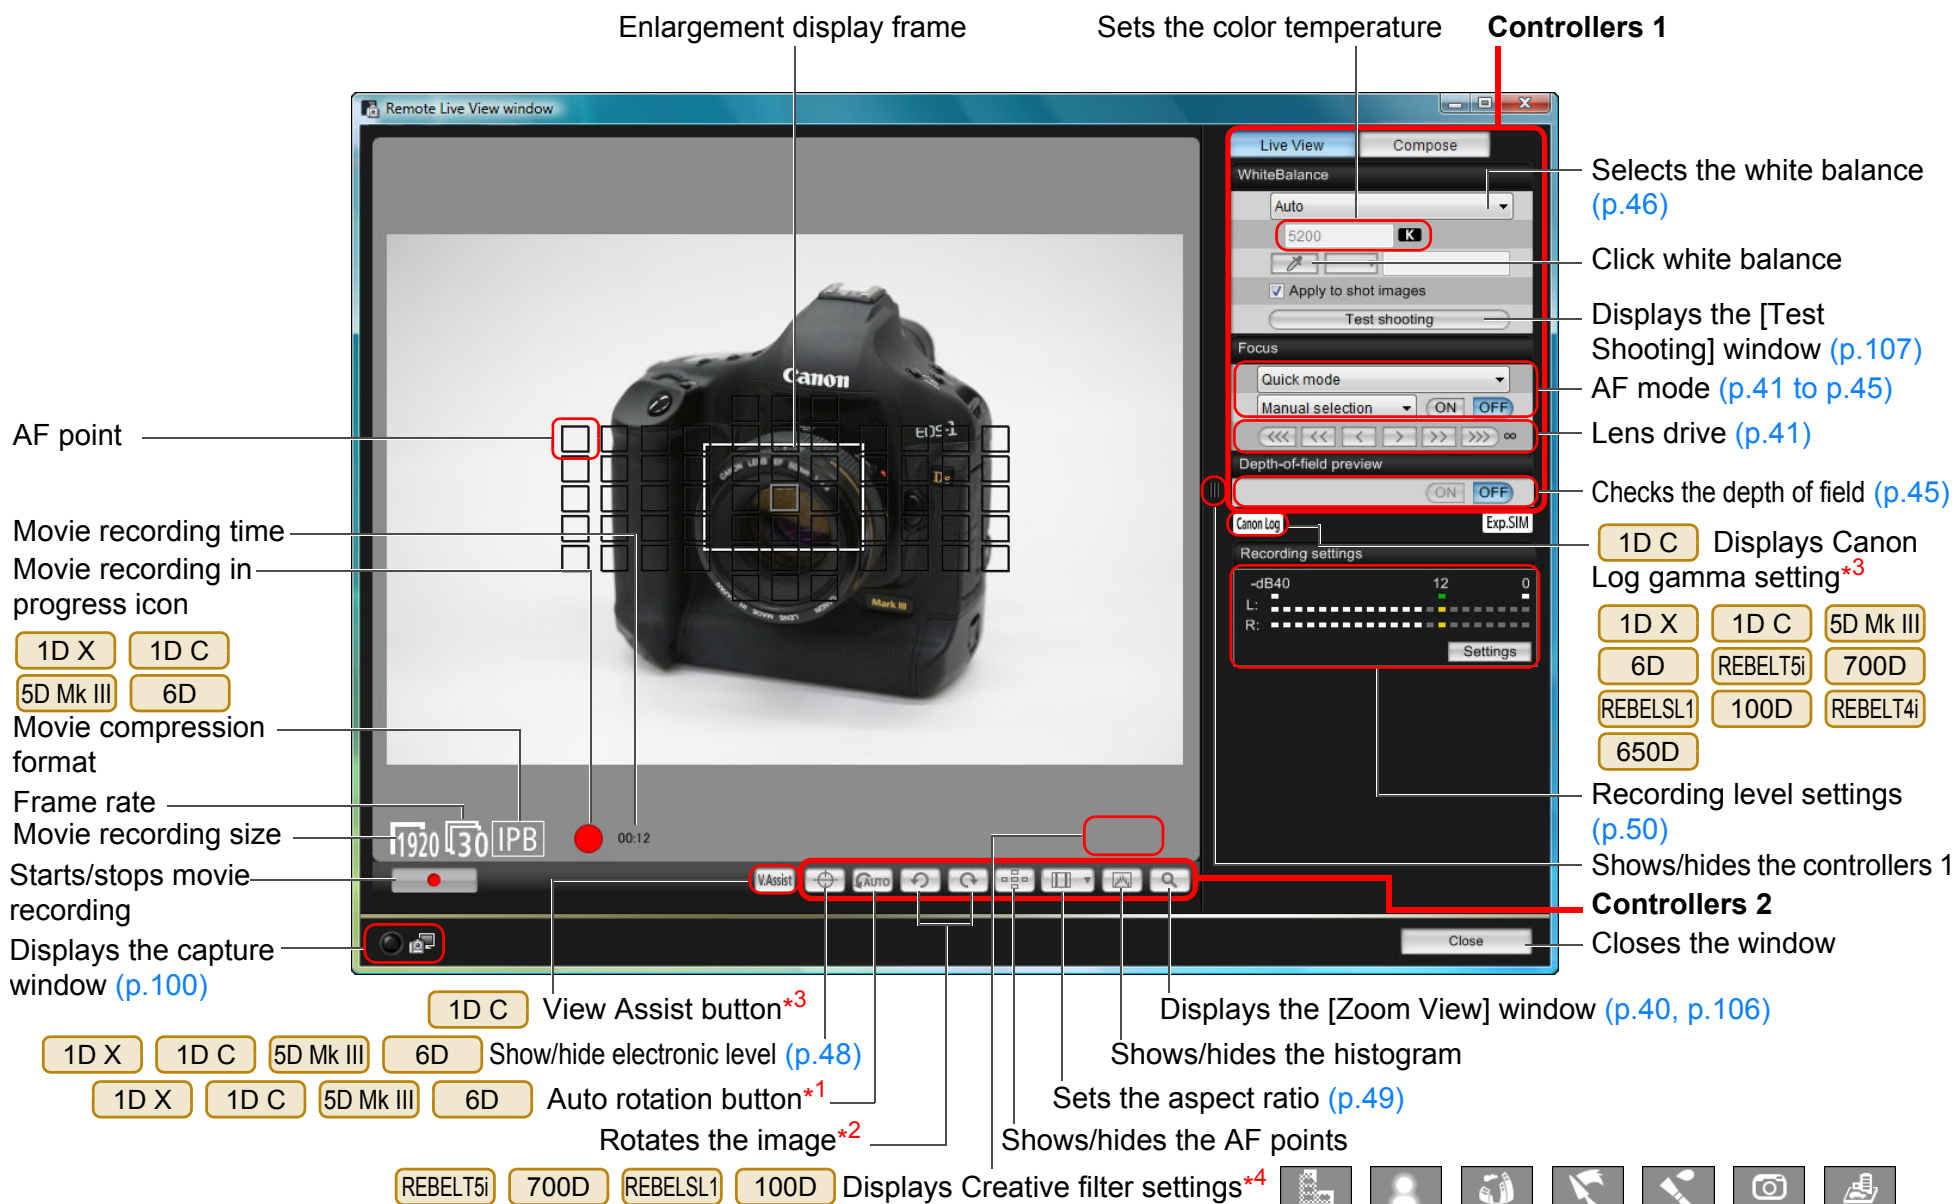 Enlargement display frame
Sets the color temperature
Controllers 1
Remote Live View window
Live View
Compose
WhiteBalance
Auto
5200
K
Apply to shot images
Test shooting
Focus
Quick mode
Manual selection
ON
OFF
∞
Depth-of-field preview
ON
OFF
Canon Log
Exp.SIM
Recording settings
-dB40
12
0
L:
R:
Settings
Close
Selects the white balance
(p.46)
Click white balance
Displays the [Test
Shooting] window (p.107)
AF mode (p.41 to p.45)
Lens drive (p.41)
Checks the depth of field (p.45)
1D C Displays Canon
Log gamma setting*3
1D X 1D C 5D Mk III
6D REBELT5i 700D
REBELSL1 100D REBELT4i
650D
Recording level settings
(p.50)
Shows/hides the controllers 1
Controllers 2
Closes the window
AF point
Movie recording time
Movie recording in
progress icon
1D X 1D C
5D Mk III 6D
Movie compression
format
Frame rate
Movie recording size
Starts/stops movie
recording
Displays the capture
window (p.100)
Canon
EOS-1
Ds
Mark III
1920 30 IPB
00:12
V.Assist
AUTO
1D C View Assist button*3
Displays the [Zoom View] window (p.40, p.106)
1D X 1D C 5D Mk III 6D Show/hide electronic level (p.48)
Shows/hides the histogram
1D X 1D C 5D Mk III 6D Auto rotation button*1
Sets the aspect ratio (p.49)
Rotates the image*2
Shows/hides the AF points
REBELT5i 700D REBELSL1 100D Displays Creative filter settings*4